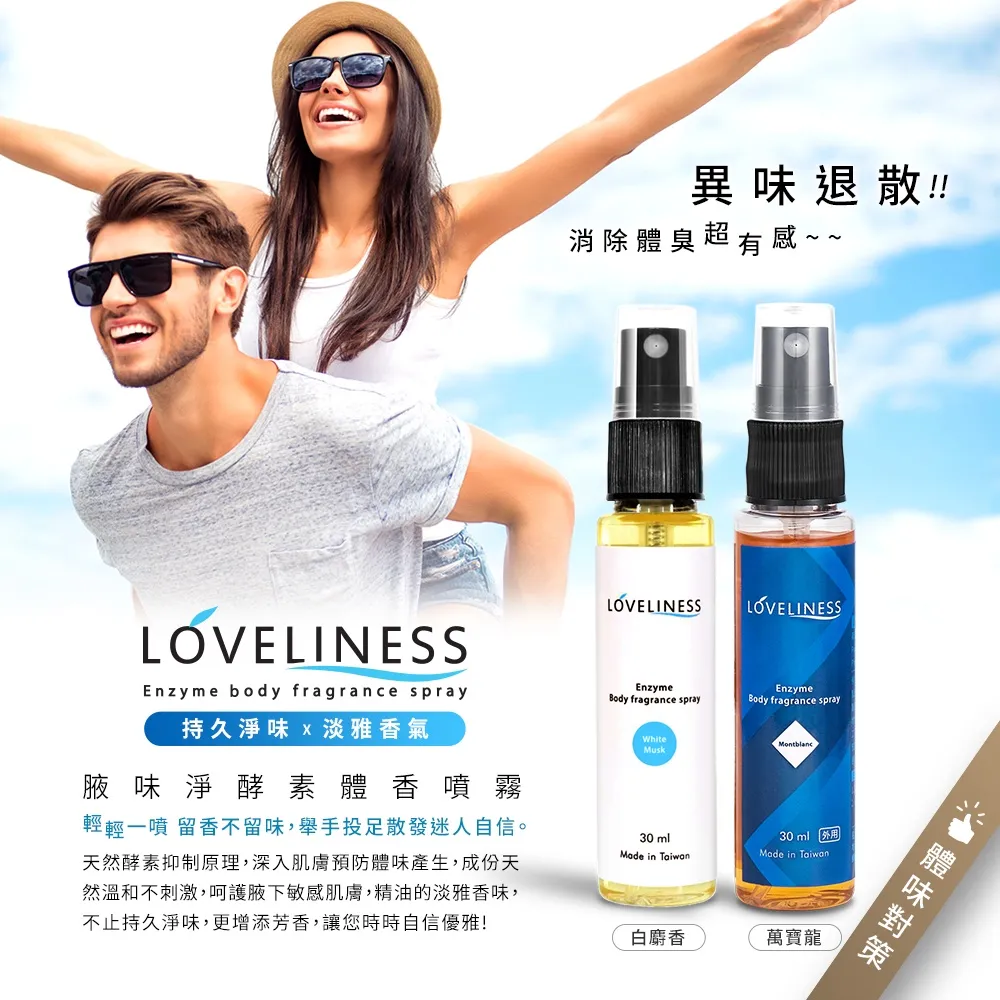 異味退散!!
消除體臭超有感~~
LOVELINESS
Enzyme body fragrance spray
持久淨味 x 淡雅香氣
腋味淨酵素體香噴霧
輕輕一噴 留香不留味,舉手投足散發迷人自信。
天然酵素抑制原理,深入肌膚預防體味產生,成份天
然溫和不刺激,呵護腋下敏感肌膚,精油的淡雅香味,
不止持久淨味,更增添芳香,讓您時時自信優雅!
LOVELINESS
Enzyme
Body fragrance spray
White
Musk
30 ml
Made in Taiwan
白麝香
LOVELINESS
Enzyme
Body fragrance spray
Montblanc
30 ml 外用
Made in Taiwan
萬寶龍
體味對策